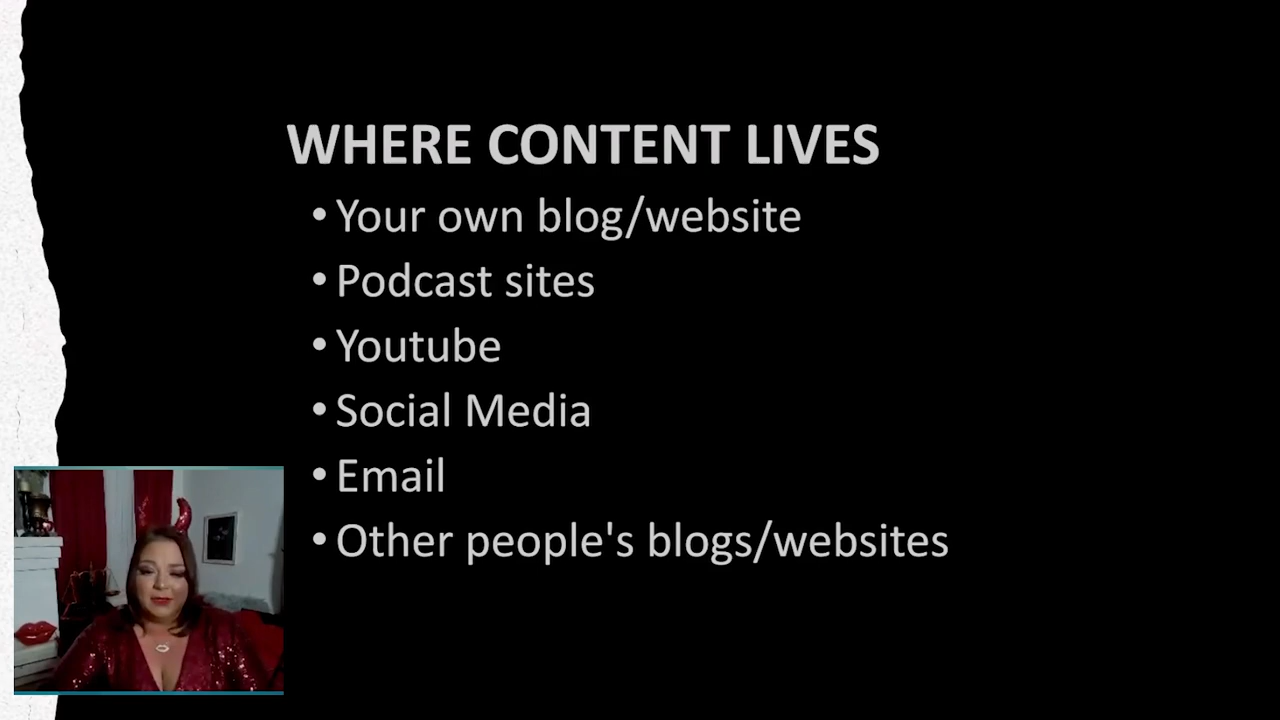 WHERE CONTENT LIVES
• Your own blog/website
• Podcast sites
• Youtube
• Social Media
• Email
• Other people's blogs/websites